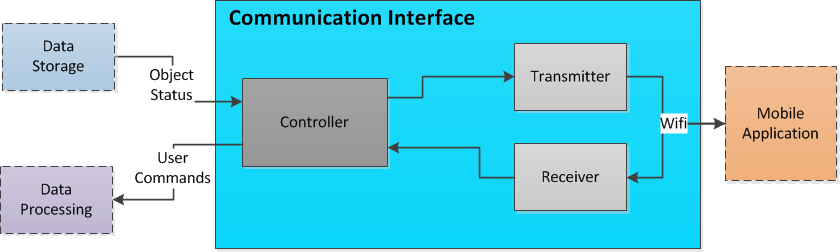 Communication Interface
Data
Storage
Object
Status
Transmitter
Controller
Wifi
Mobile
Application
User
Commands
Receiver
Data
Processing